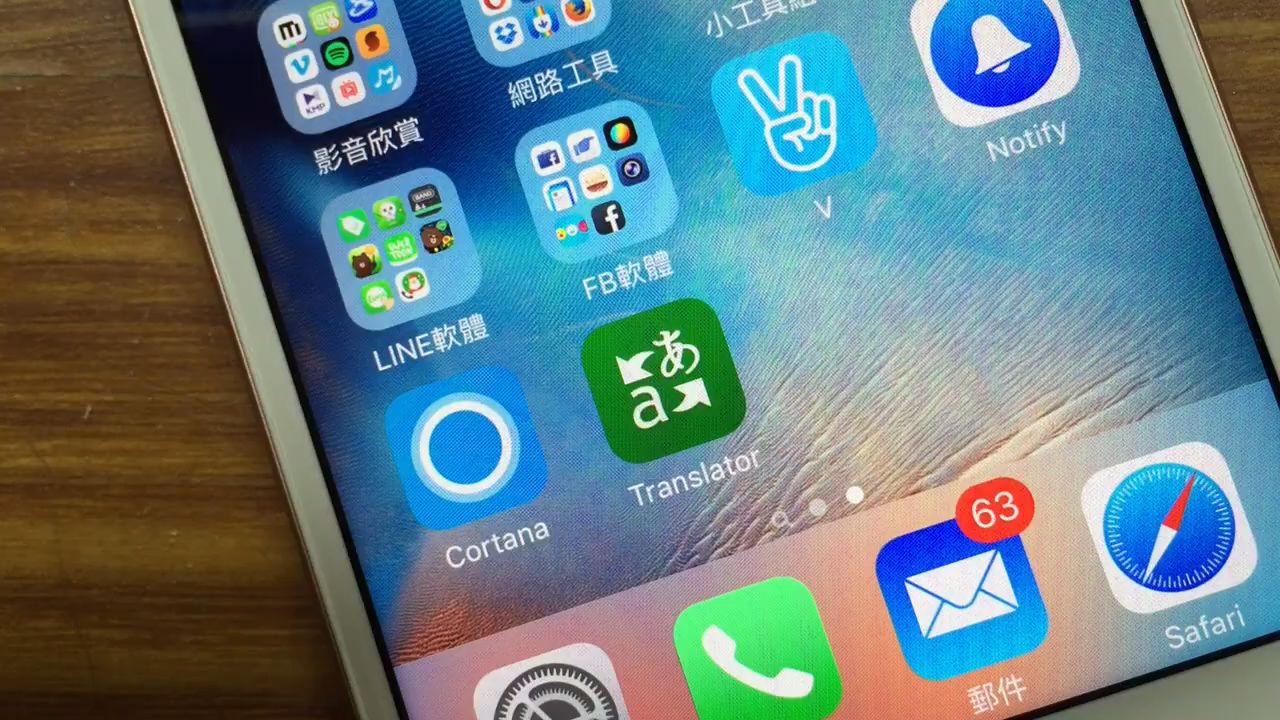 小工具組
網路工具
影音欣賞
Notify
V
FB軟體
LINE軟體
あ
a
Translator
Cortana
63
Safari
郵件